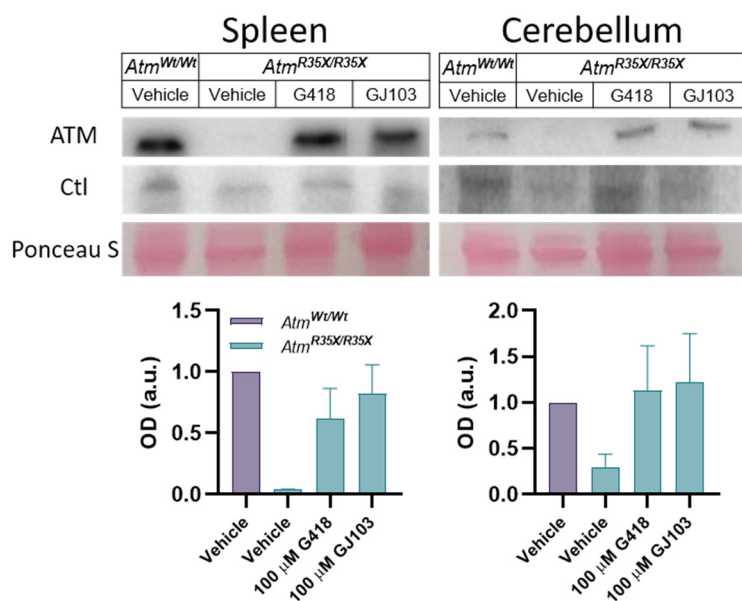 Spleen
Cerebellum
Atm^Wt/Wt Atm^R35X/R35X
Atm^Wt/Wt Atm^R35X/R35X
Vehicle Vehicle G418 GJ103
Vehicle Vehicle G418 GJ103
ATM
Ctl
Ponceau S
Atm^Wt/Wt
Atm^R35X/R35X
OD (a.u.)
1.5
1.0
0.5
0.0
Vehicle
Vehicle
100 µM G418
100 µM GJ103
OD (a.u.)
2.0
1.5
1.0
0.5
0.0
Vehicle
Vehicle
100 µM G418
100 µM GJ103